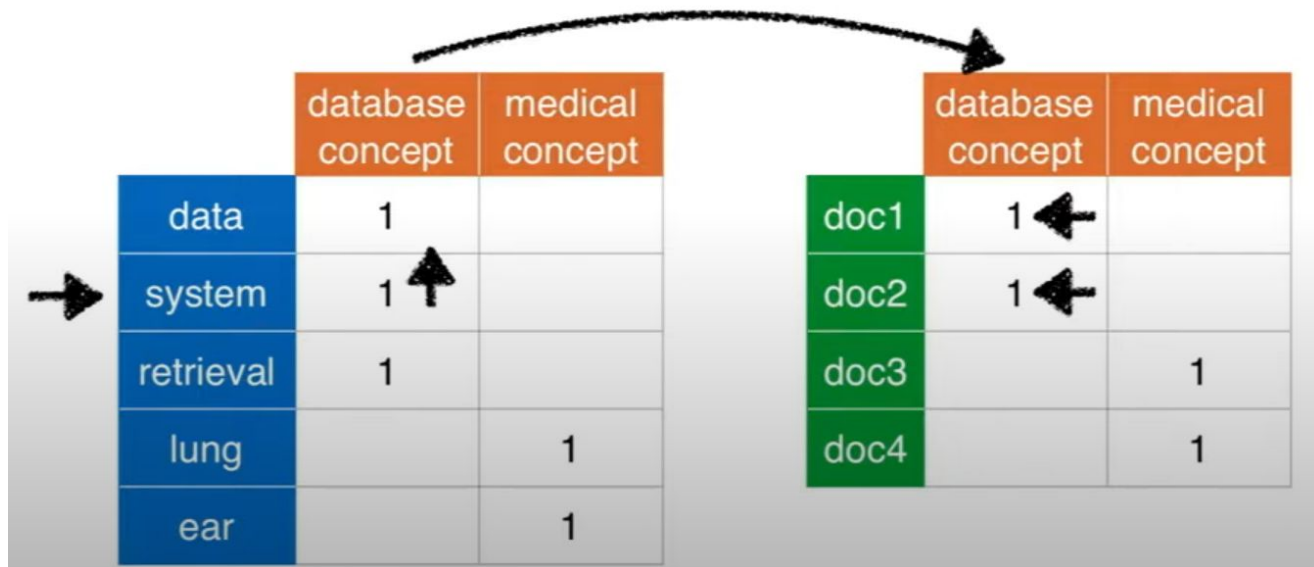 database medical
concept concept
data 1
system 1
retrieval 1
lung 1
ear 1
database medical
concept concept
doc1 1
doc2 1
doc3 1
doc4 1